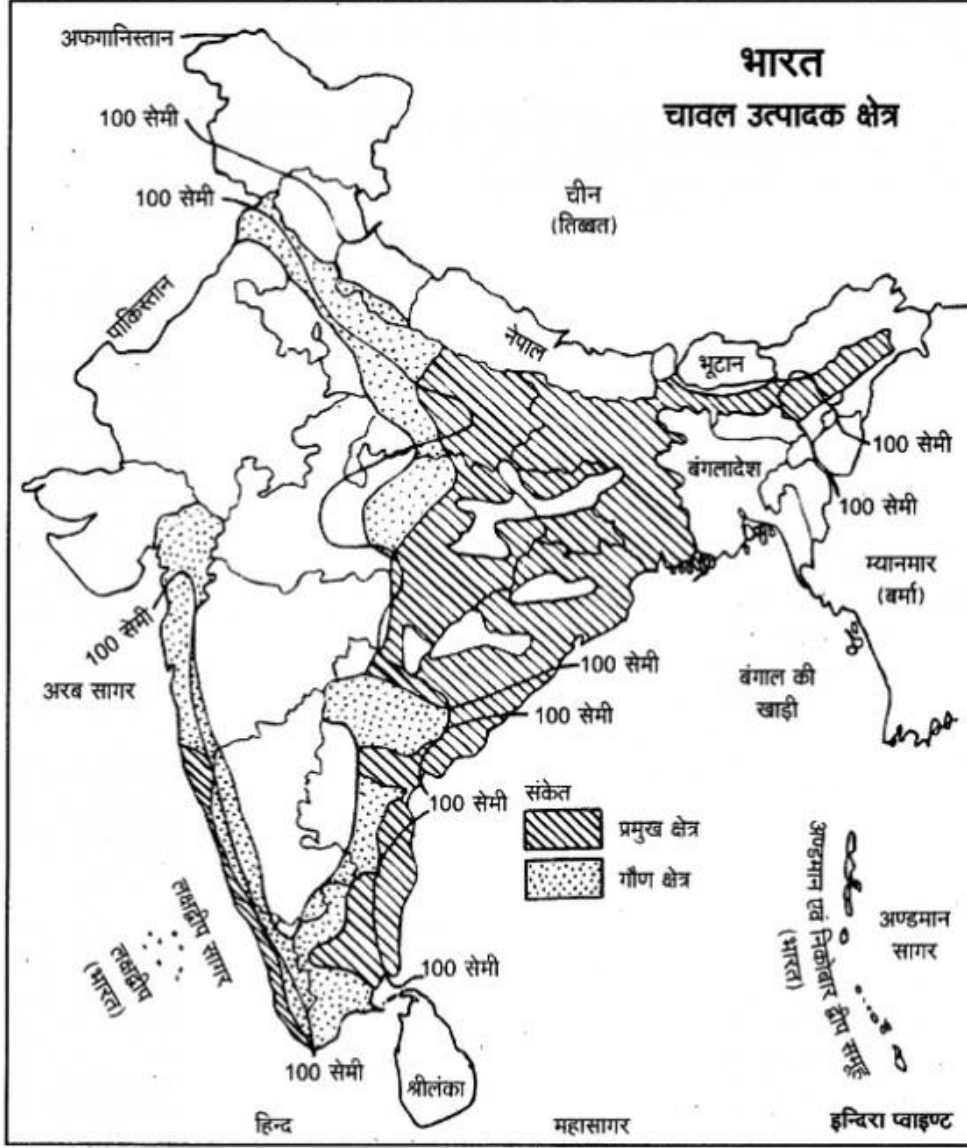 अफगानिस्तान
भारत
चावल उत्पादक क्षेत्र
100 सेमी
100 सेमी
चीन
(तिब्बत)
पाकिस्तान
नेपाल
भूटान
100 सेमी
बंगलादेश
100 सेमी
म्यानमार
(बर्मा)
100 सेमी
अरब सागर
100 सेमी
बंगाल की
खाड़ी
100 सेमी
100 सेमी
संकेत
प्रमुख क्षेत्र
गौण क्षेत्र
लक्षद्वीप सागर
लक्षद्वीप
(भारत)
अण्डमान एवं निकोबार द्वीप समूह
(भारत)
अण्डमान
सागर
100 सेमी
100 सेमी
श्रीलंका
हिन्द
महासागर
इन्दिरा प्वाइण्ट